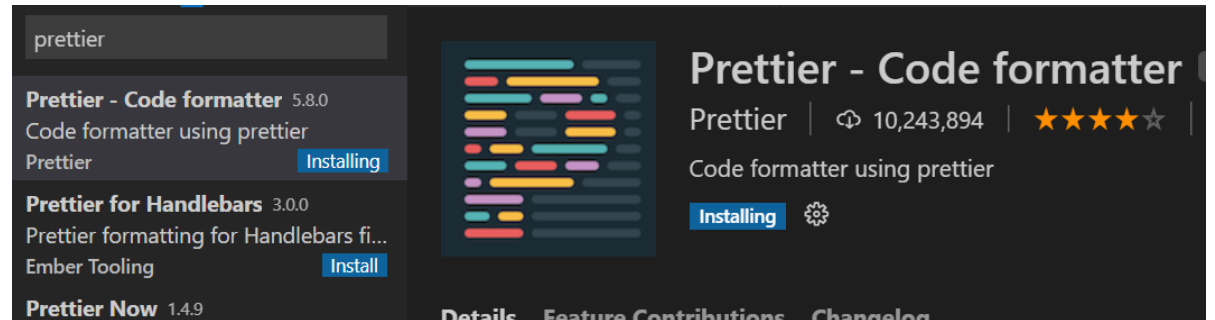 prettier
Prettier - Code formatter 5.8.0
Code formatter using prettier
Prettier Installing
Prettier for Handlebars 3.0.0
Prettier formatting for Handlebars fi...
Ember Tooling Install
Prettier Now 1.4.9
Prettier - Code formatter
Prettier 10,243,894
Code formatter using prettier
Installing
Details Feature Contributions Changelog